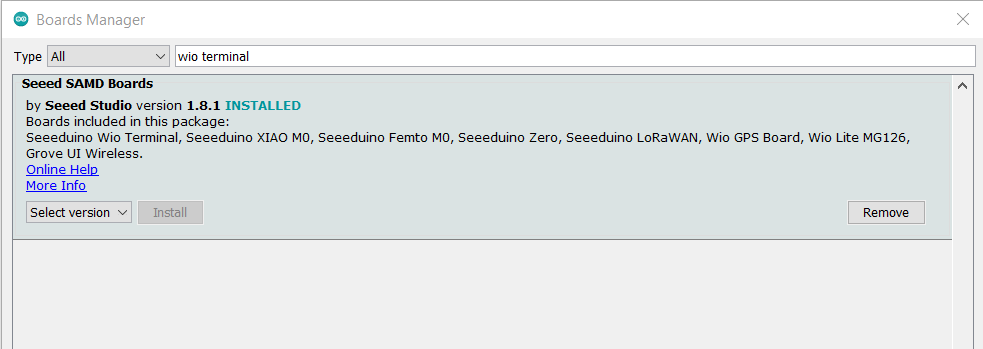 Boards Manager
Type All wio terminal
Seeed SAMD Boards
by Seeed Studio version 1.8.1 INSTALLED
Boards included in this package:
Seeeduino Wio Terminal, Seeeduino XIAO M0, Seeeduino Femto M0, Seeeduino Zero, Seeeduino LoRaWAN, Wio GPS Board, Wio Lite MG126,
Grove UI Wireless.
Online Help
More Info
Select version Install Remove